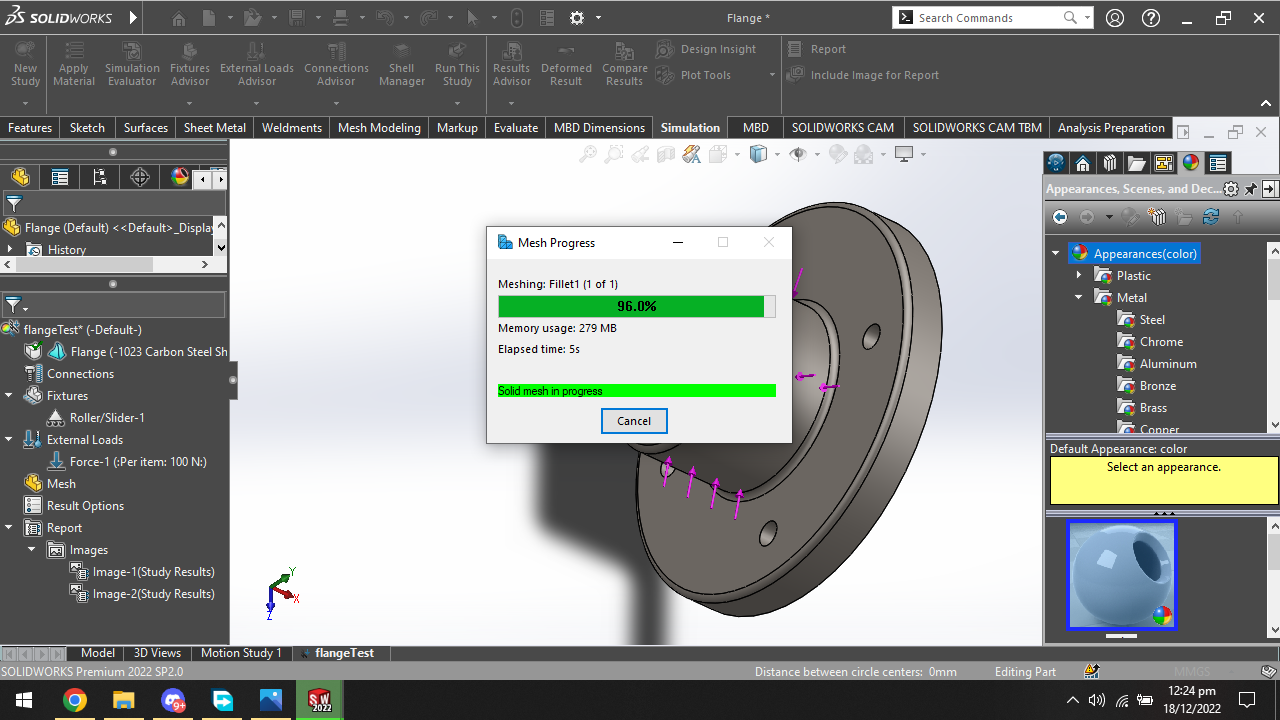 SOLIDWORKS
Flange *
Search Commands
New Study
Apply Material
Simulation Evaluator
Fixtures Advisor
External Loads Advisor
Connections Advisor
Shell Manager
Run This Study
Results Advisor
Deformed Result
Compare Results
Design Insight
Plot Tools
Report
Include Image for Report
Features Sketch Surfaces Sheet Metal Weldments Mesh Modeling Markup Evaluate MBD Dimensions Simulation MBD SOLIDWORKS CAM SOLIDWORKS CAM TBM Analysis Preparation
Flange (Default) <<Default>_Display
History
flangeTest* (-Default-)
Flange (-1023 Carbon Steel Sh
Connections
Fixtures
Roller/Slider-1
External Loads
Force-1 (:Per item: 100 N:)
Mesh
Result Options
Report
Images
Image-1(Study Results)
Image-2(Study Results)
Mesh Progress
Meshing: Fillet1 (1 of 1)
96.0%
Memory usage: 279 MB
Elapsed time: 5s
Solid mesh in progress
Cancel
Y
X
Z
Appearances, Scenes, and Dec...
Appearances(color)
Plastic
Metal
Steel
Chrome
Aluminum
Bronze
Brass
Copper
Default Appearance: color
Select an appearance.
Model 3D Views Motion Study 1 flangeTest
SOLIDWORKS Premium 2022 SP2.0
Distance between circle centers: 0mm
Editing Part
MMGS
9+
SW
2022
12:24 pm
18/12/2022